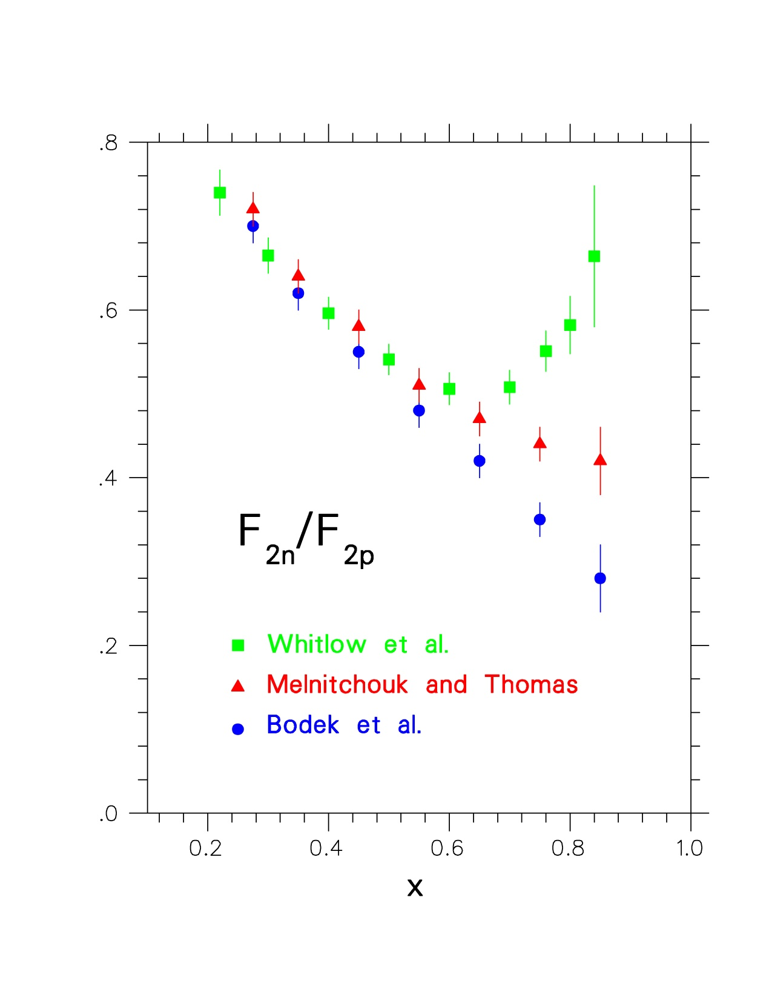 .8
.6
.4
F2n/F2p
Whitlow et al.
.2
Melnitchouk and Thomas
Bodek et al.
.0
0.2 0.4 0.6 0.8 1.0
x